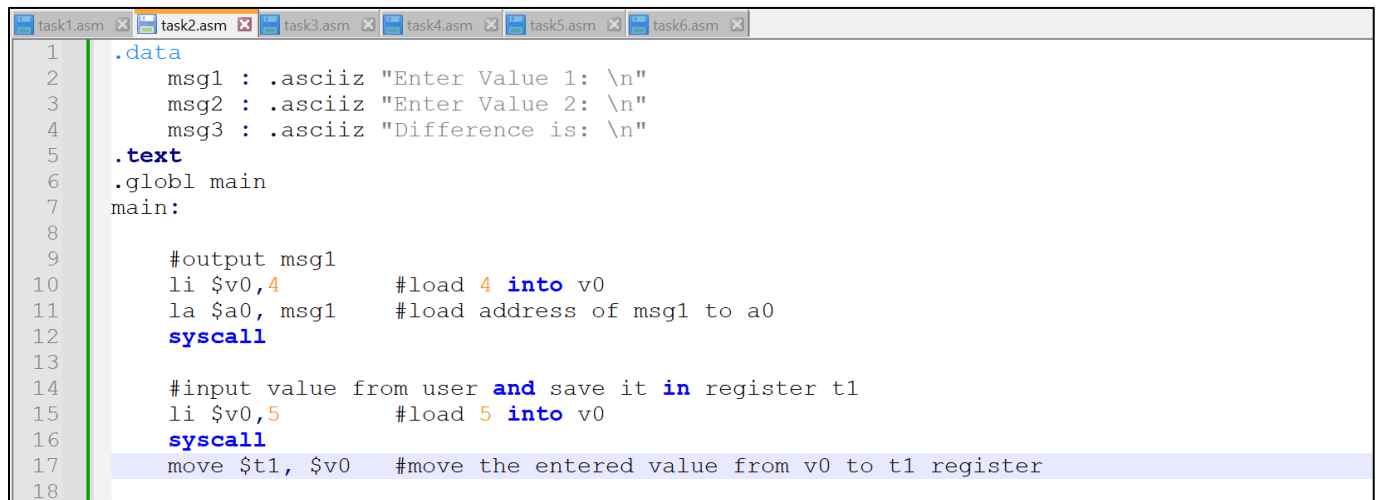 task1.asm task2.asm task3.asm task4.asm task5.asm task6.asm
1 .data
2 msg1 : .asciiz "Enter Value 1: \n"
3 msg2 : .asciiz "Enter Value 2: \n"
4 msg3 : .asciiz "Difference is: \n"
5 .text
6 .globl main
7 main:
8
9 #output msg1
10 li $v0,4 #load 4 into v0
11 la $a0, msg1 #load address of msg1 to a0
12 syscall
13
14 #input value from user and save it in register t1
15 li $v0,5 #load 5 into v0
16 syscall
17 move $t1, $v0 #move the entered value from v0 to t1 register
18